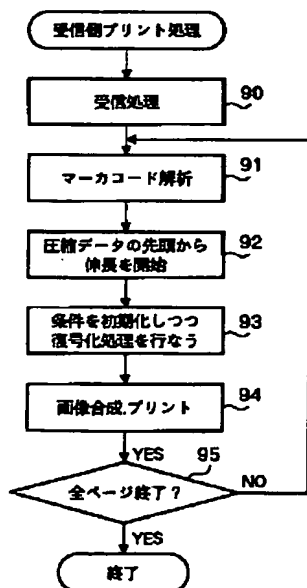 受信側プリント処理
受信処理
90
マーカコード解析
91
圧縮データの先頭から
伸長を開始
92
条件を初期化しつつ
復号化処理を行なう
93
画像合成.プリント
94
YES
95
全ページ終了?
NO
YES
終了